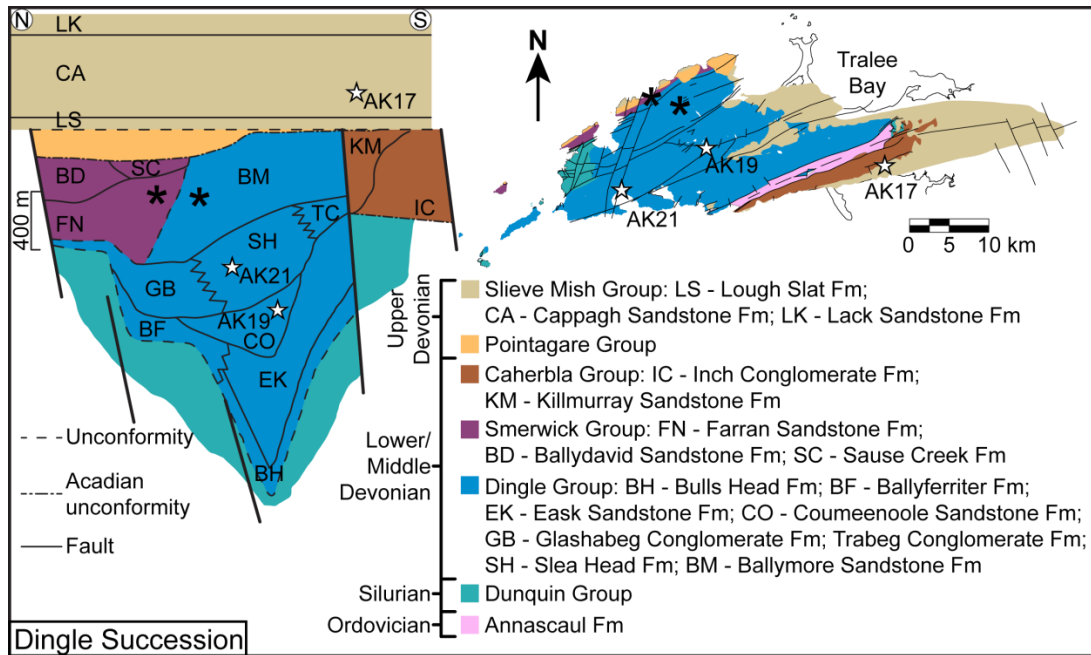 N
S
LK
CA
AK17
LS
SC
KM
BD
BM
FN
TC
IC
SH
400 m
AK21
GB
AK19
BF
CO
EK
BH
Unconformity
Acadian
unconformity
Fault
Dingle Succession
N
Tralee
Bay
AK19
AK17
AK21
0 5 10 km
Upper
Devonian
Slieve Mish Group: LS - Lough Slat Fm;
CA - Cappagh Sandstone Fm; LK - Lack Sandstone Fm
Pointagare Group
Lower/
Middle
Devonian
Caherbla Group: IC - Inch Conglomerate Fm;
KM - Killmurray Sandstone Fm
Smerwick Group: FN - Farran Sandstone Fm;
BD - Ballydavid Sandstone Fm; SC - Sause Creek Fm
Dingle Group: BH - Bulls Head Fm; BF - Ballyferriter Fm;
EK - Eask Sandstone Fm; CO - Coumeenoole Sandstone Fm;
GB - Glashabeg Conglomerate Fm; Trabeg Conglomerate Fm;
SH - Slea Head Fm; BM - Ballymore Sandstone Fm
Silurian
Dunquin Group
Ordovician
Annascaul Fm